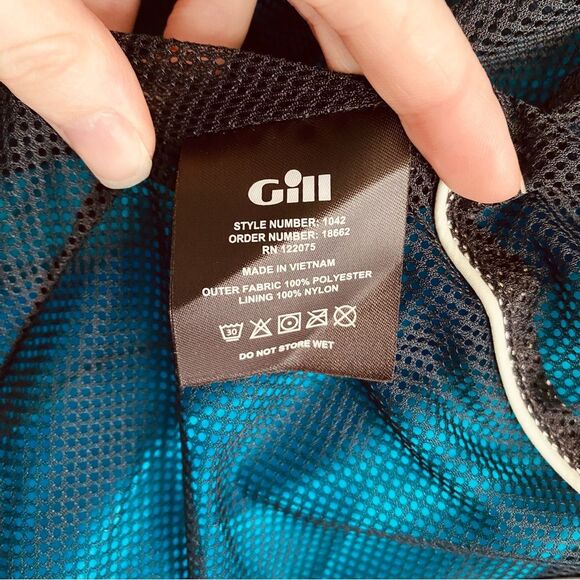 Gill
STYLE NUMBER: 1042
ORDER NUMBER: 18662
RN 122075
MADE IN VIETNAM
OUTER FABRIC 100% POLYESTER
LINING 100% NYLON
30
DO NOT STORE WET